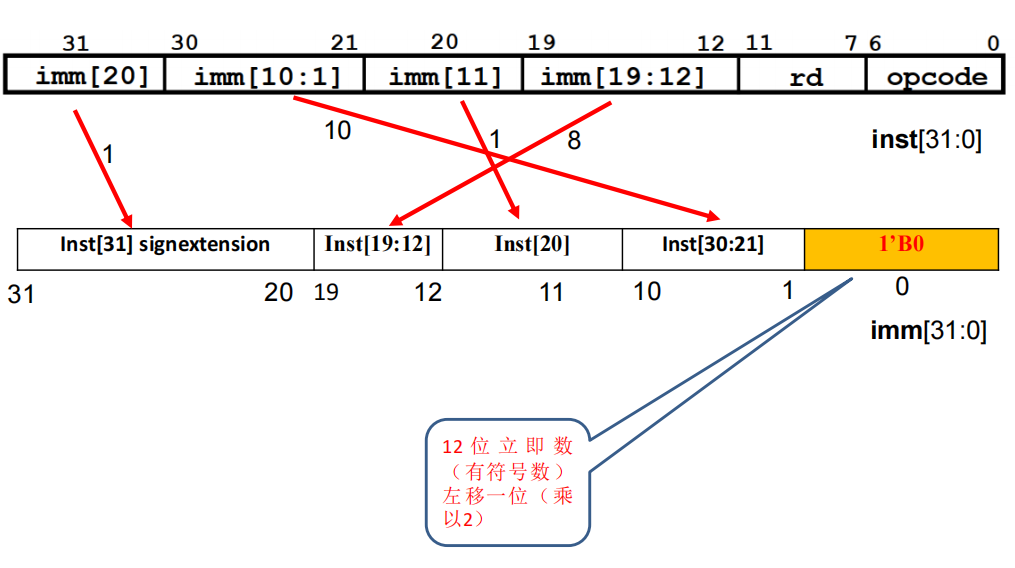 31 30 21 20 19 12 11 7 6 0
imm[20] imm[10:1] imm[11] imm[19:12] rd opcode
10 1 8 inst[31:0]
1
Inst[31] signextension Inst[19:12] Inst[20] Inst[30:21] 1’B0
31 20 19 12 11 10 1 0
imm[31:0]
12位立即数
（有符号数）
左移一位（乘
以2）